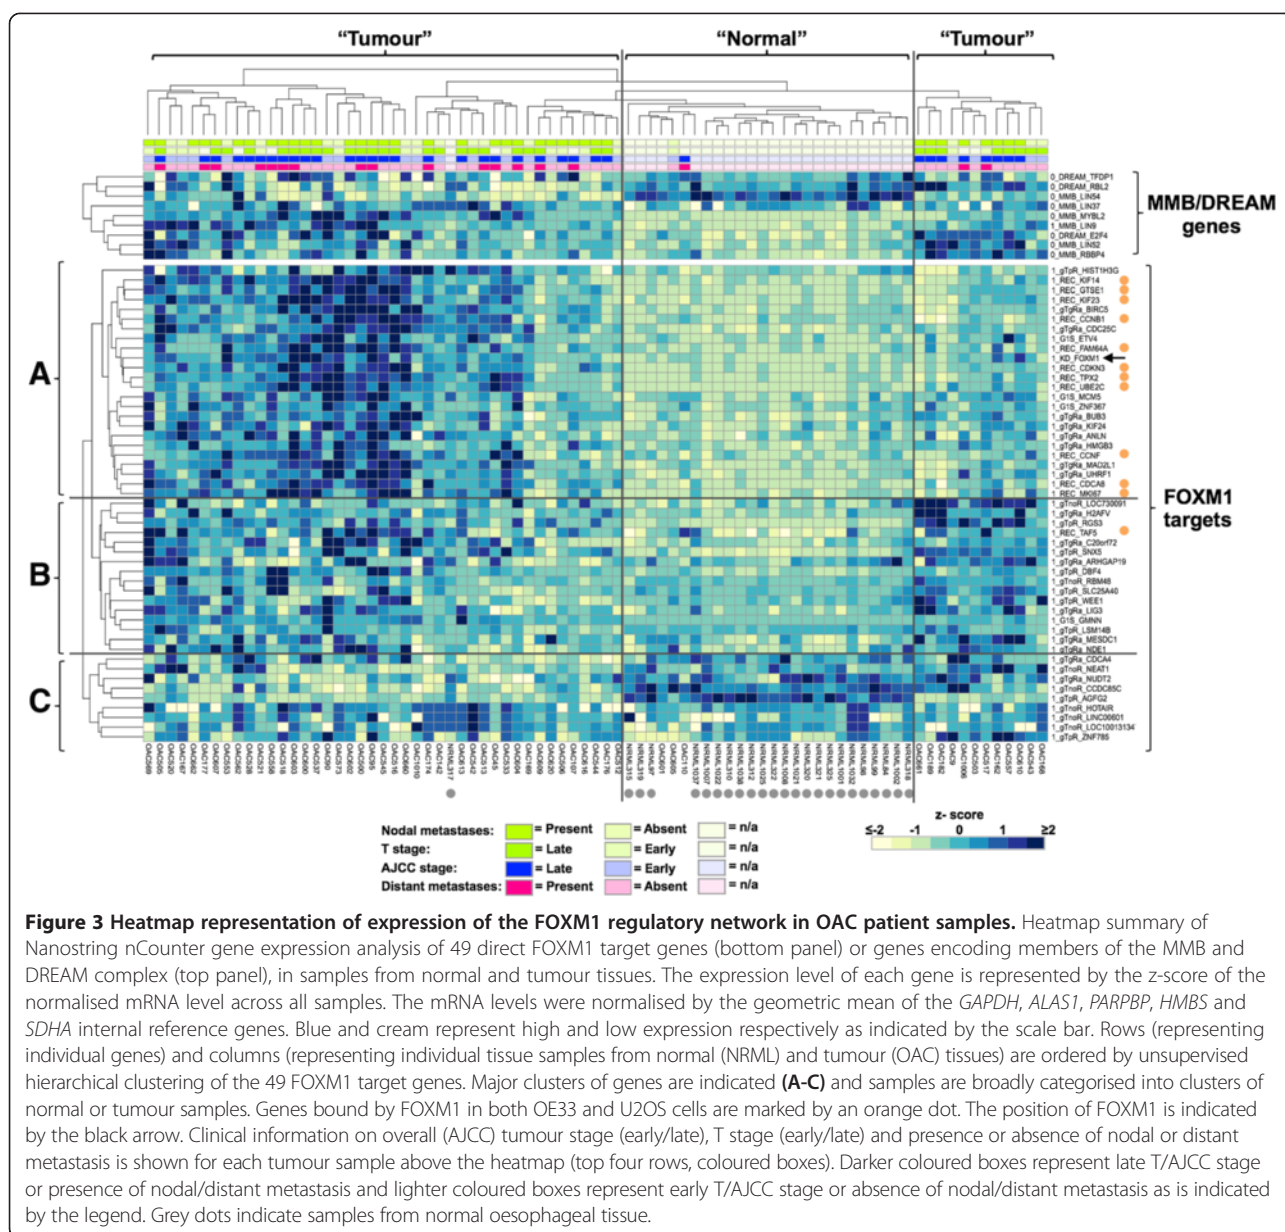 “Tumour”
“Normal”
“Tumour”
0_DREAM_TFDP1
0_DREAM_RBL2
0_MMB_LIN54
0_MMB_LIN37
0_MMB_MYBL2
1_MMB_LIN9
0_DREAM_E2F4
0_MMB_LIN52
0_MMB_RBBP4
MMB/DREAM
genes
A
B
C
1_gTpR_HIST1H3G
1_REC_KIF14
1_REC_GTSE1
1_REC_KIF23
1_gTgRa_BIRC5
1_REC_CCNB1
1_gTgRa_CDC25C
1_G1S_ETV4
1_REC_FAM64A
1_KD_FOXM1
1_REC_CDKN3
1_REC_TPX2
1_REC_UBE2C
1_G1S_MCM5
1_G1S_ZNF367
1_gTgRa_BUB3
1_gTgRa_KIF24
1_gTgRa_ANLN
1_gTgRa_HMGB3
1_REC_CCNF
1_gTgRa_MAD2L1
1_gTgRa_UHRF1
1_REC_CDCA8
1_REC_MKI67
1_gTnoR_LOC730091
1_gTgRa_H2AFV
1_gTpR_RGS3
1_REC_TAF5
1_gTgRa_C20orf72
1_gTpR_SNX5
1_gTgRa_ARHGAP19
1_gTpR_DBF4
1_gTnoR_RBM48
1_gTpR_SLC25A40
1_gTpR_WEE1
1_gTgRa_LIG3
1_G1S_GMNN
1_gTpR_LSM14B
1_gTgRa_MESDC1
1_gTgRa_NDE1
1_gTgRa_CDCA4
1_gTnoR_NEAT1
1_gTgRa_NUDT2
1_gTnoR_CCDC85C
1_gTpR_AGFG2
1_gTnoR_HOTAIR
1_gTnoR_LINC00601
1_gTnoR_LOC10013134
1_gTpR_ZNF785
FOXM1
targets
Nodal metastases: = Present = Absent = n/a
T stage: = Late = Early = n/a
AJCC stage: = Late = Early = n/a
Distant metastases: = Present = Absent = n/a
z- score
≤-2 -1 0 1 ≥2
Figure 3 Heatmap representation of expression of the FOXM1 regulatory network in OAC patient samples. Heatmap summary of
Nanostring nCounter gene expression analysis of 49 direct FOXM1 target genes (bottom panel) or genes encoding members of the MMB and
DREAM complex (top panel), in samples from normal and tumour tissues. The expression level of each gene is represented by the z-score of the
normalised mRNA level across all samples. The mRNA levels were normalised by the geometric mean of the GAPDH, ALAS1, PARPBP, HMBS and
SDHA internal reference genes. Blue and cream represent high and low expression respectively as indicated by the scale bar. Rows (representing
individual genes) and columns (representing individual tissue samples from normal (NRML) and tumour (OAC) tissues) are ordered by unsupervised
hierarchical clustering of the 49 FOXM1 target genes. Major clusters of genes are indicated (A-C) and samples are broadly categorised into clusters of
normal or tumour samples. Genes bound by FOXM1 in both OE33 and U2OS cells are marked by an orange dot. The position of FOXM1 is indicated
by the black arrow. Clinical information on overall (AJCC) tumour stage (early/late), T stage (early/late) and presence or absence of nodal or distant
metastasis is shown for each tumour sample above the heatmap (top four rows, coloured boxes). Darker coloured boxes represent late T/AJCC stage
or presence of nodal/distant metastasis and lighter coloured boxes represent early T/AJCC stage or absence of nodal/distant metastasis as is indicated
by the legend. Grey dots indicate samples from normal oesophageal tissue.